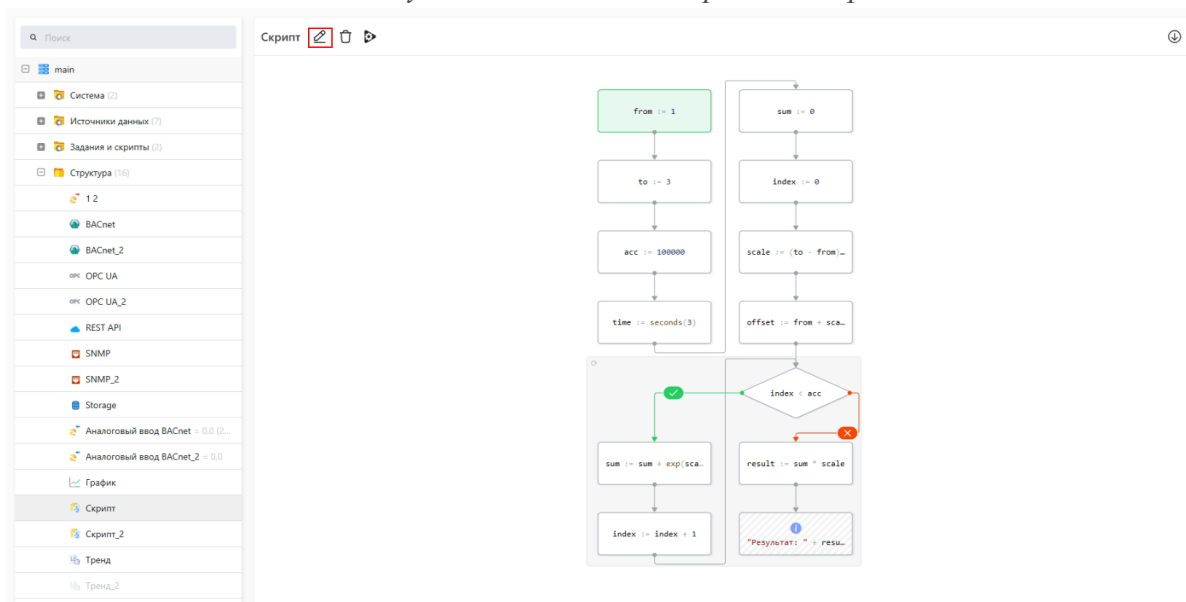 Поиск
main
Система (2)
Источники данных (7)
Задания и скрипты (2)
Структура (16)
1 2
BACnet
BACnet_2
OPC OPC UA
OPC OPC UA_2
REST API
SNMP
SNMP_2
Storage
Аналоговый ввод BACnet = 0,0 (2...
Аналоговый ввод BACnet_2 = 0,0
График
Скрипт
Скрипт_2
Тренд
Тренд_2
Скрипт
from := 1
to := 3
acc := 100000
time := seconds(3)
sum := 0
index := 0
scale := (to - from)…
offset := from + sca…
index < acc
sum := sum + exp(sca…
index := index + 1
result := sum * scale
"Результат: " + resu…